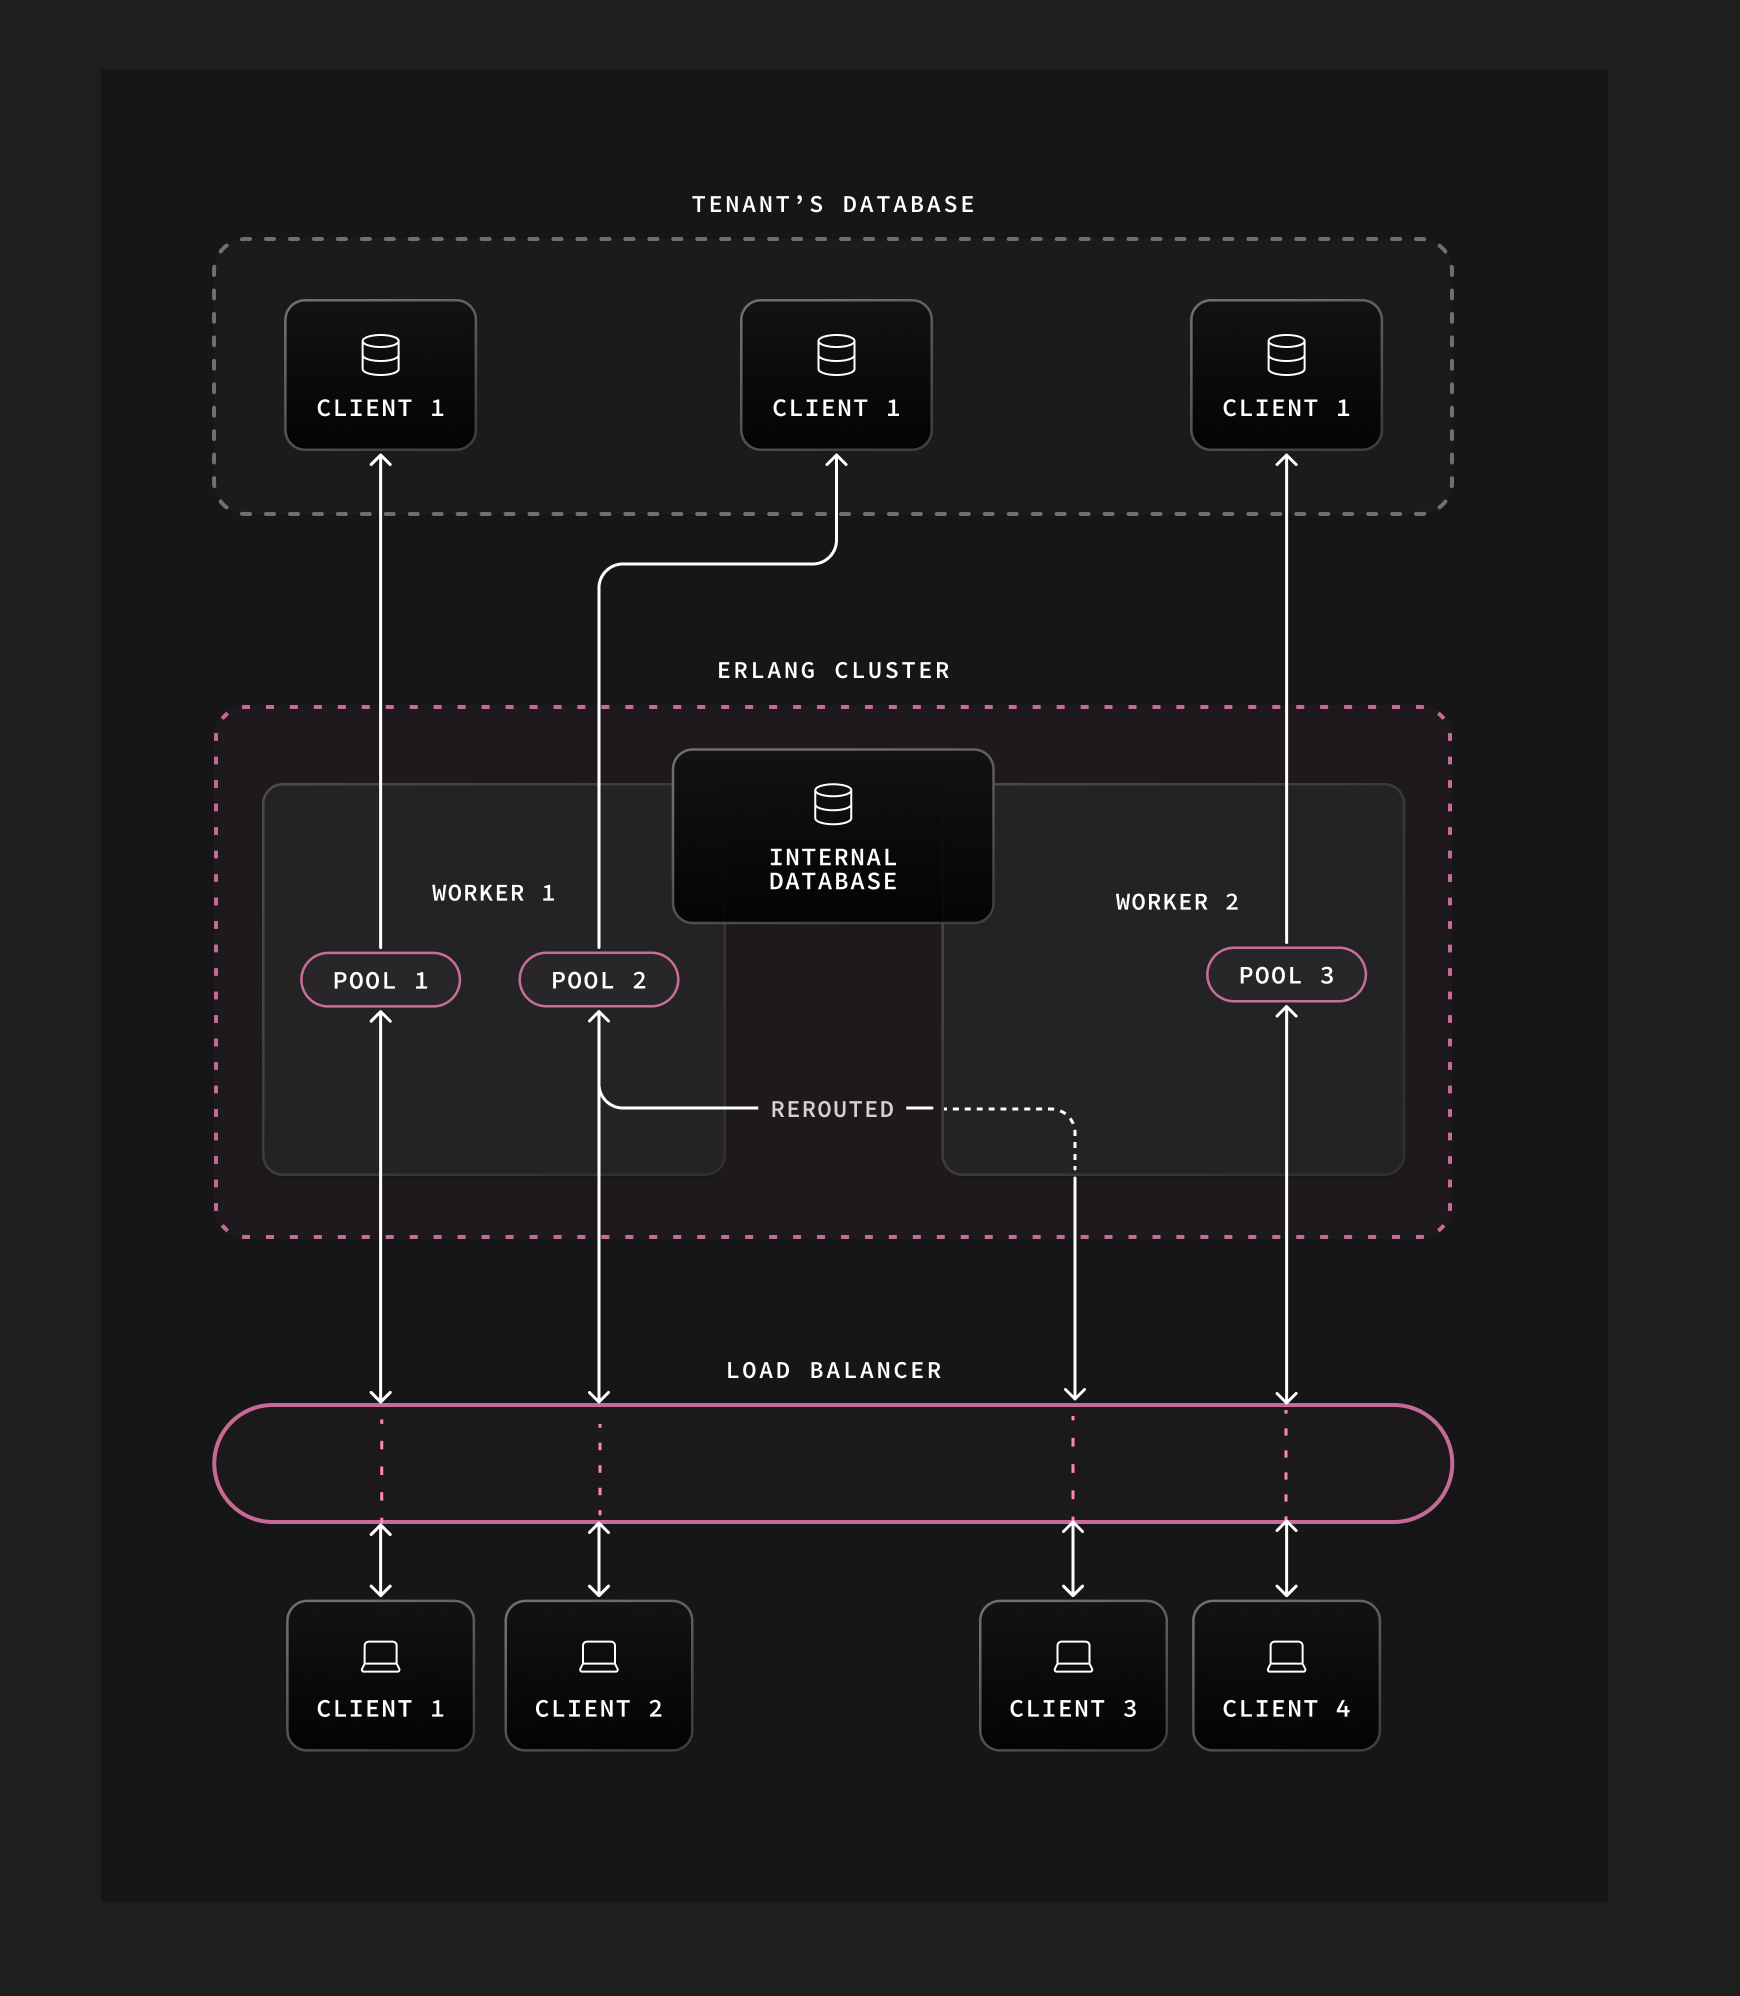 TENANT’S DATABASE
CLIENT 1
CLIENT 1
CLIENT 1
ERLANG CLUSTER
INTERNAL
DATABASE
WORKER 1
WORKER 2
POOL 1
POOL 2
POOL 3
REROUTED
LOAD BALANCER
CLIENT 1
CLIENT 2
CLIENT 3
CLIENT 4